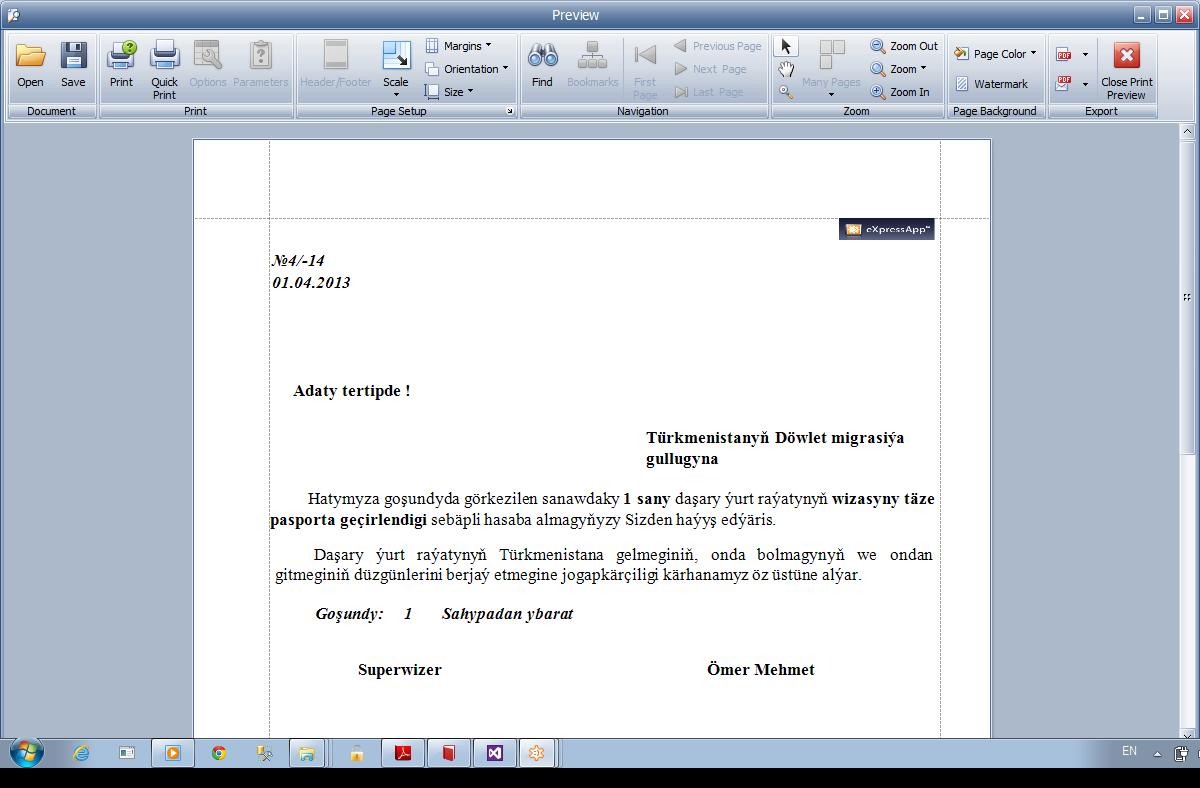 Preview
Open
Save
Print
Quick Print
Options
Parameters
Header/Footer
Scale
Margins
Orientation
Size
Find
Bookmarks
First Page
Previous Page
Next Page
Last Page
Many Pages
Zoom Out
Zoom
Zoom In
Page Color
Watermark
PDF
PDF
Close Print Preview
Document
Print
Page Setup
Navigation
Zoom
Page Background
Export
eXpressApp™
№4/-14
01.04.2013
Adaty tertipde !
Türkmenistanyň Döwlet migrasiýa
gullugyna
Hatymyza goşundyda görkezilen sanawdaky 1 sany daşary ýurt raýatynyň wizasyny täze
pasporta geçirlendigi sebäpli hasaba almagyňyzy Sizden haýyş edýäris.
Daşary ýurt raýatynyň Türkmenistana gelmeginiň, onda bolmagynyň we ondan
gitmeginiň düzgünlerini berjaý etmegine jogapkärçiligi kärhanamyz öz üstüne alýar.
Goşundy: 1 Sahypadan ybarat
Superwizer Ömer Mehmet
EN